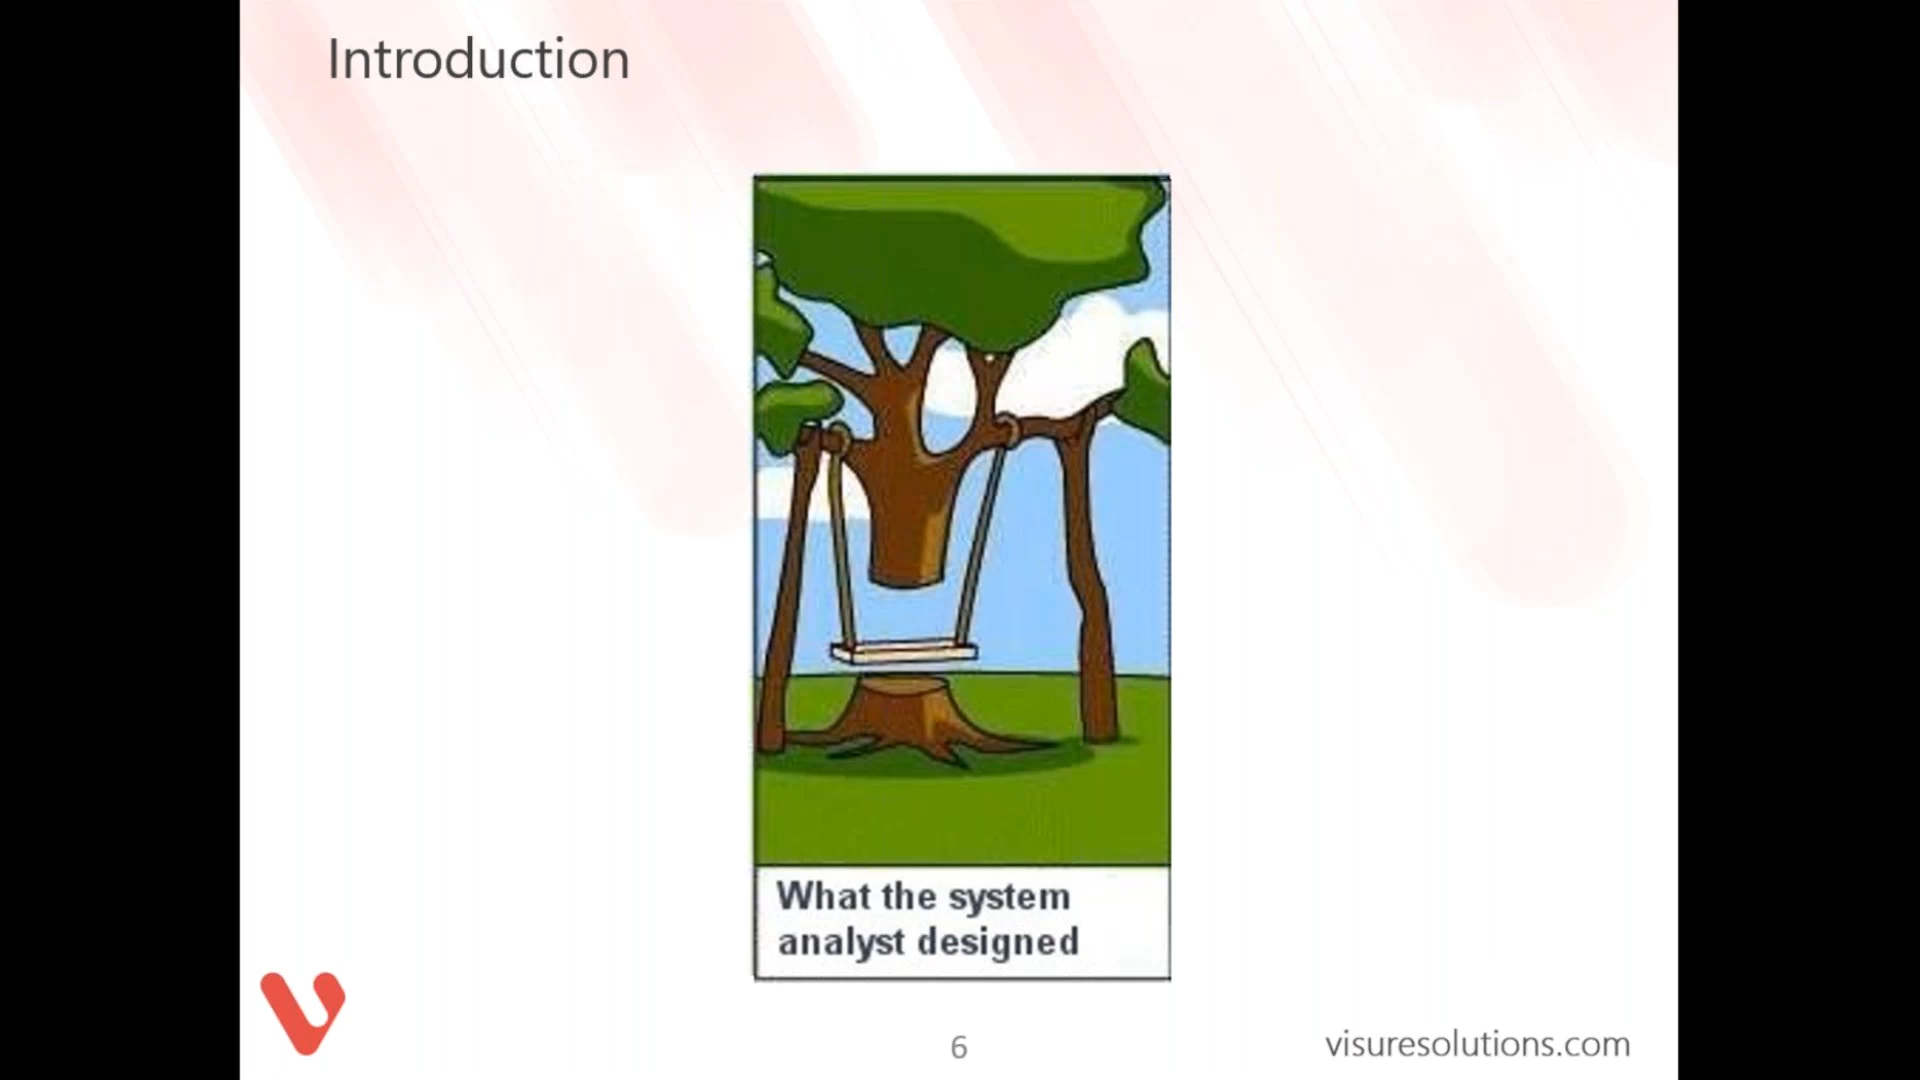 Introduction
What the system
analyst designed
6
visuresolutions.com